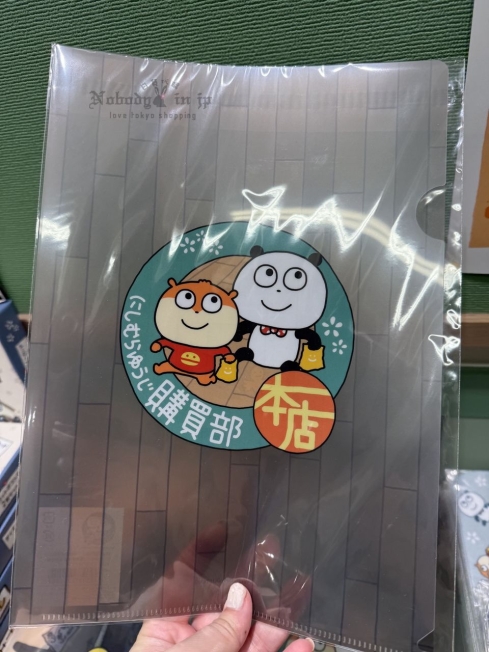 Nobody in jp
love tokyo shopping
にしむらゆうじ
購買部
本店